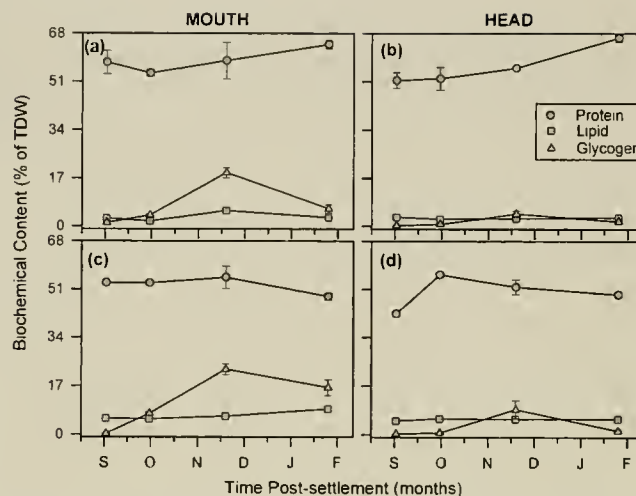 MOUTH
HEAD
(a)
(b)
(c)
(d)
Protein
Lipid
Glycogen
Biochemical Content (% of TDW)
68
51
34
17
0
68
51
34
17
0
S O N D J F
S O N D J F
Time Post-settlement (months)